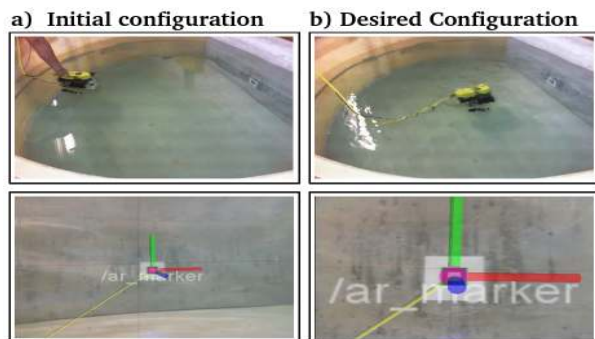 a) Initial configuration
b) Desired Configuration
/ar_marker
/ar_marker